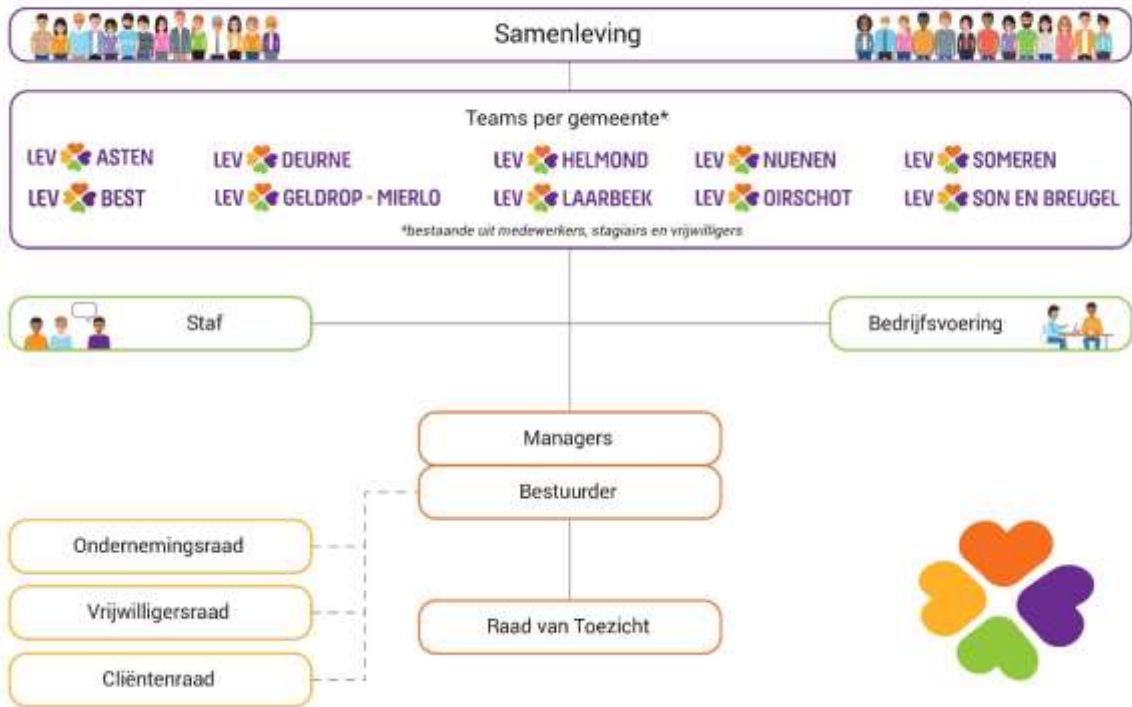 Samenleving
Teams per gemeente*
LEV ASTEN
LEV DEURNE
LEV HELMOND
LEV NUENEN
LEV SOMEREN
LEV BEST
LEV GELDROP - MIERLO
LEV LAARBEEK
LEV OIRSCHOT
LEV SON EN BREUGEL
*bestaande uit medewerkers, stagiairs en vrijwilligers
Staf
Bedrijfsvoering
Managers
Bestuurder
Ondernemingsraad
Vrijwilligersraad
Raad van Toezicht
Cliëntenraad